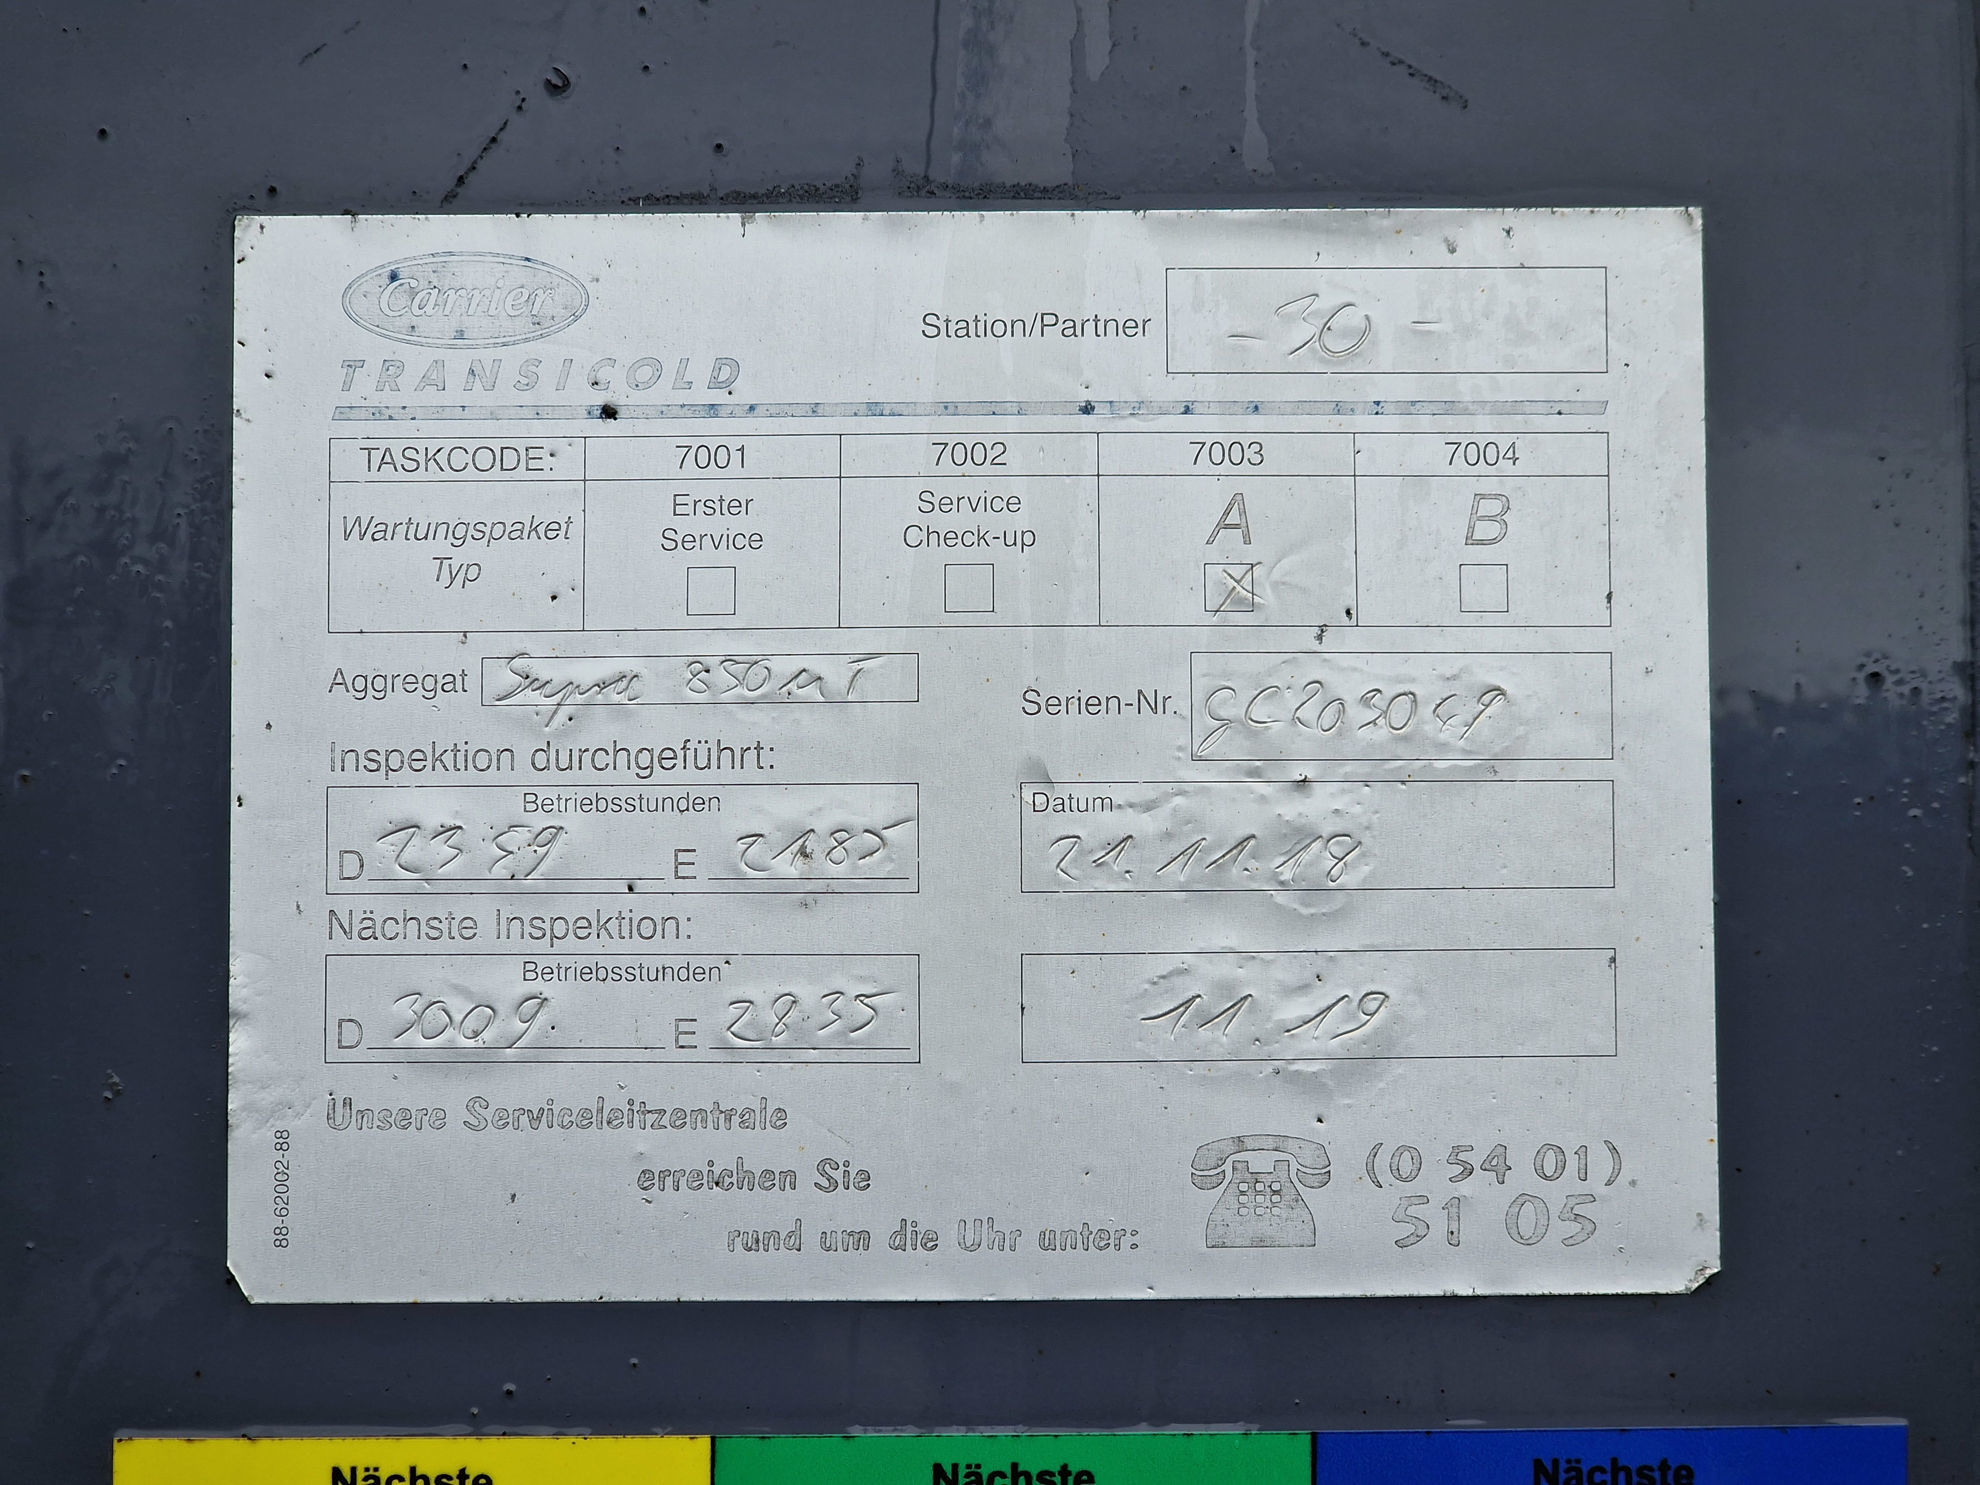 Carrier
TRANSICOLD
Station/Partner - 30 -
TASKCODE: 7001 7002 7003 7004
Wartungspaket Typ
Erster Service
Service Check-up
A
X
B
Aggregat Supra 850 MT
Serien-Nr. GC203049
Inspektion durchgeführt:
Betriebsstunden
D 2359 E 2185
Datum
21.11.18
Nächste Inspektion:
Betriebsstunden
D 3009 E 2835
11.19
Unsere Serviceleitzentrale
erreichen Sie
rund um die Uhr unter:
(0 54 01)
51 05
88-62002-88
Nächste Nächste Nächste